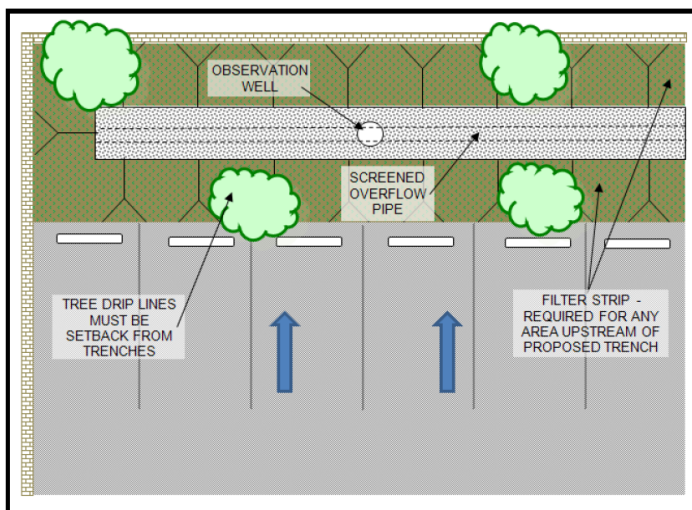 OBSERVATION
WELL
SCREENED
OVERFLOW
PIPE
TREE DRIP LINES
MUST BE
SETBACK FROM
TRENCHES
FILTER STRIP -
REQUIRED FOR ANY
AREA UPSTREAM OF
PROPOSED TRENCH